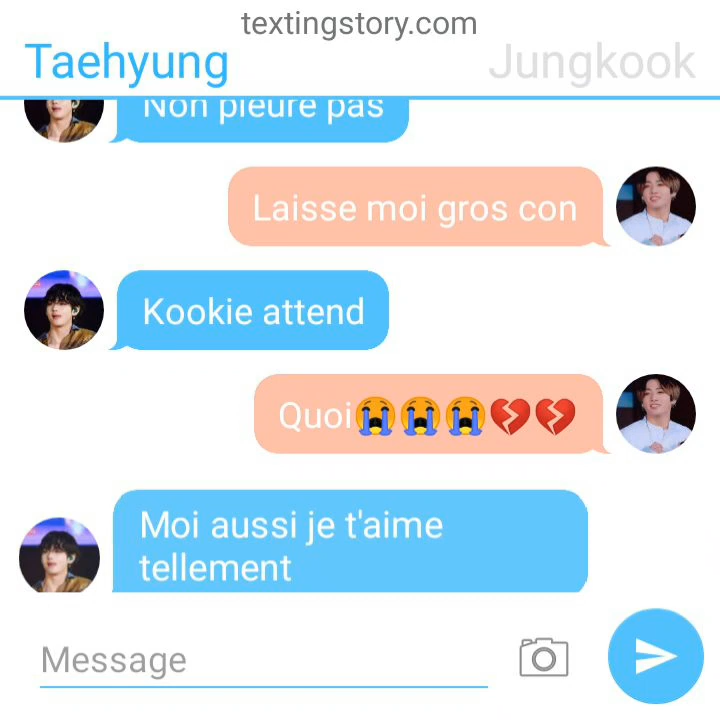 textingstory.com
Taehyung
Jungkook
Non pleure pas
Laisse moi gros con
Kookie attend
Quoi😭😭😭💔💔
Moi aussi je t'aime
tellement
Message